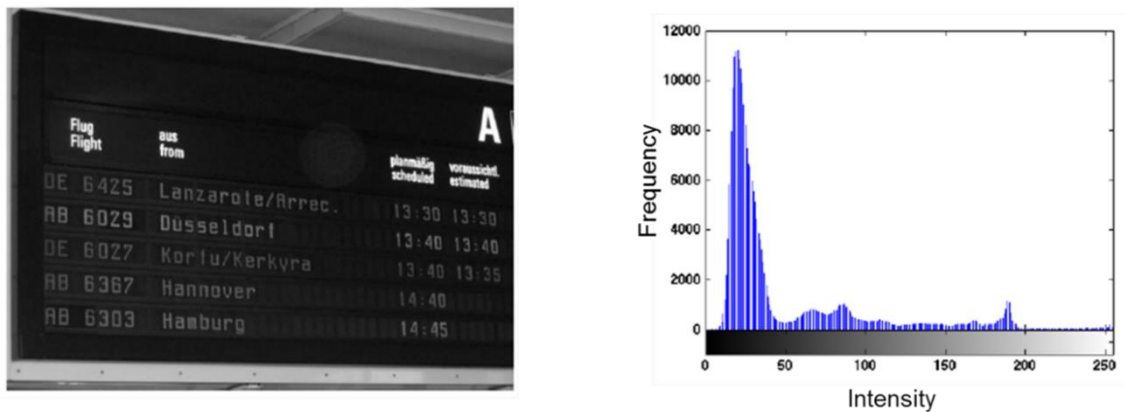 A
Flug
Flight
aus
from
planmäßig
scheduled
voraussichtl.
estimated
DE 6425 Lanzarote/Arrec. 13:30 13:30
AB 6029 Düsseldorf 13:40 13:40
DE 6027 Korfu/Kerkyra 13:40 13:35
AB 6367 Hannover 14:40
AB 6303 Hamburg 14:45
12000
10000
8000
6000
4000
2000
0
Frequency
0 50 100 150 200 250
Intensity